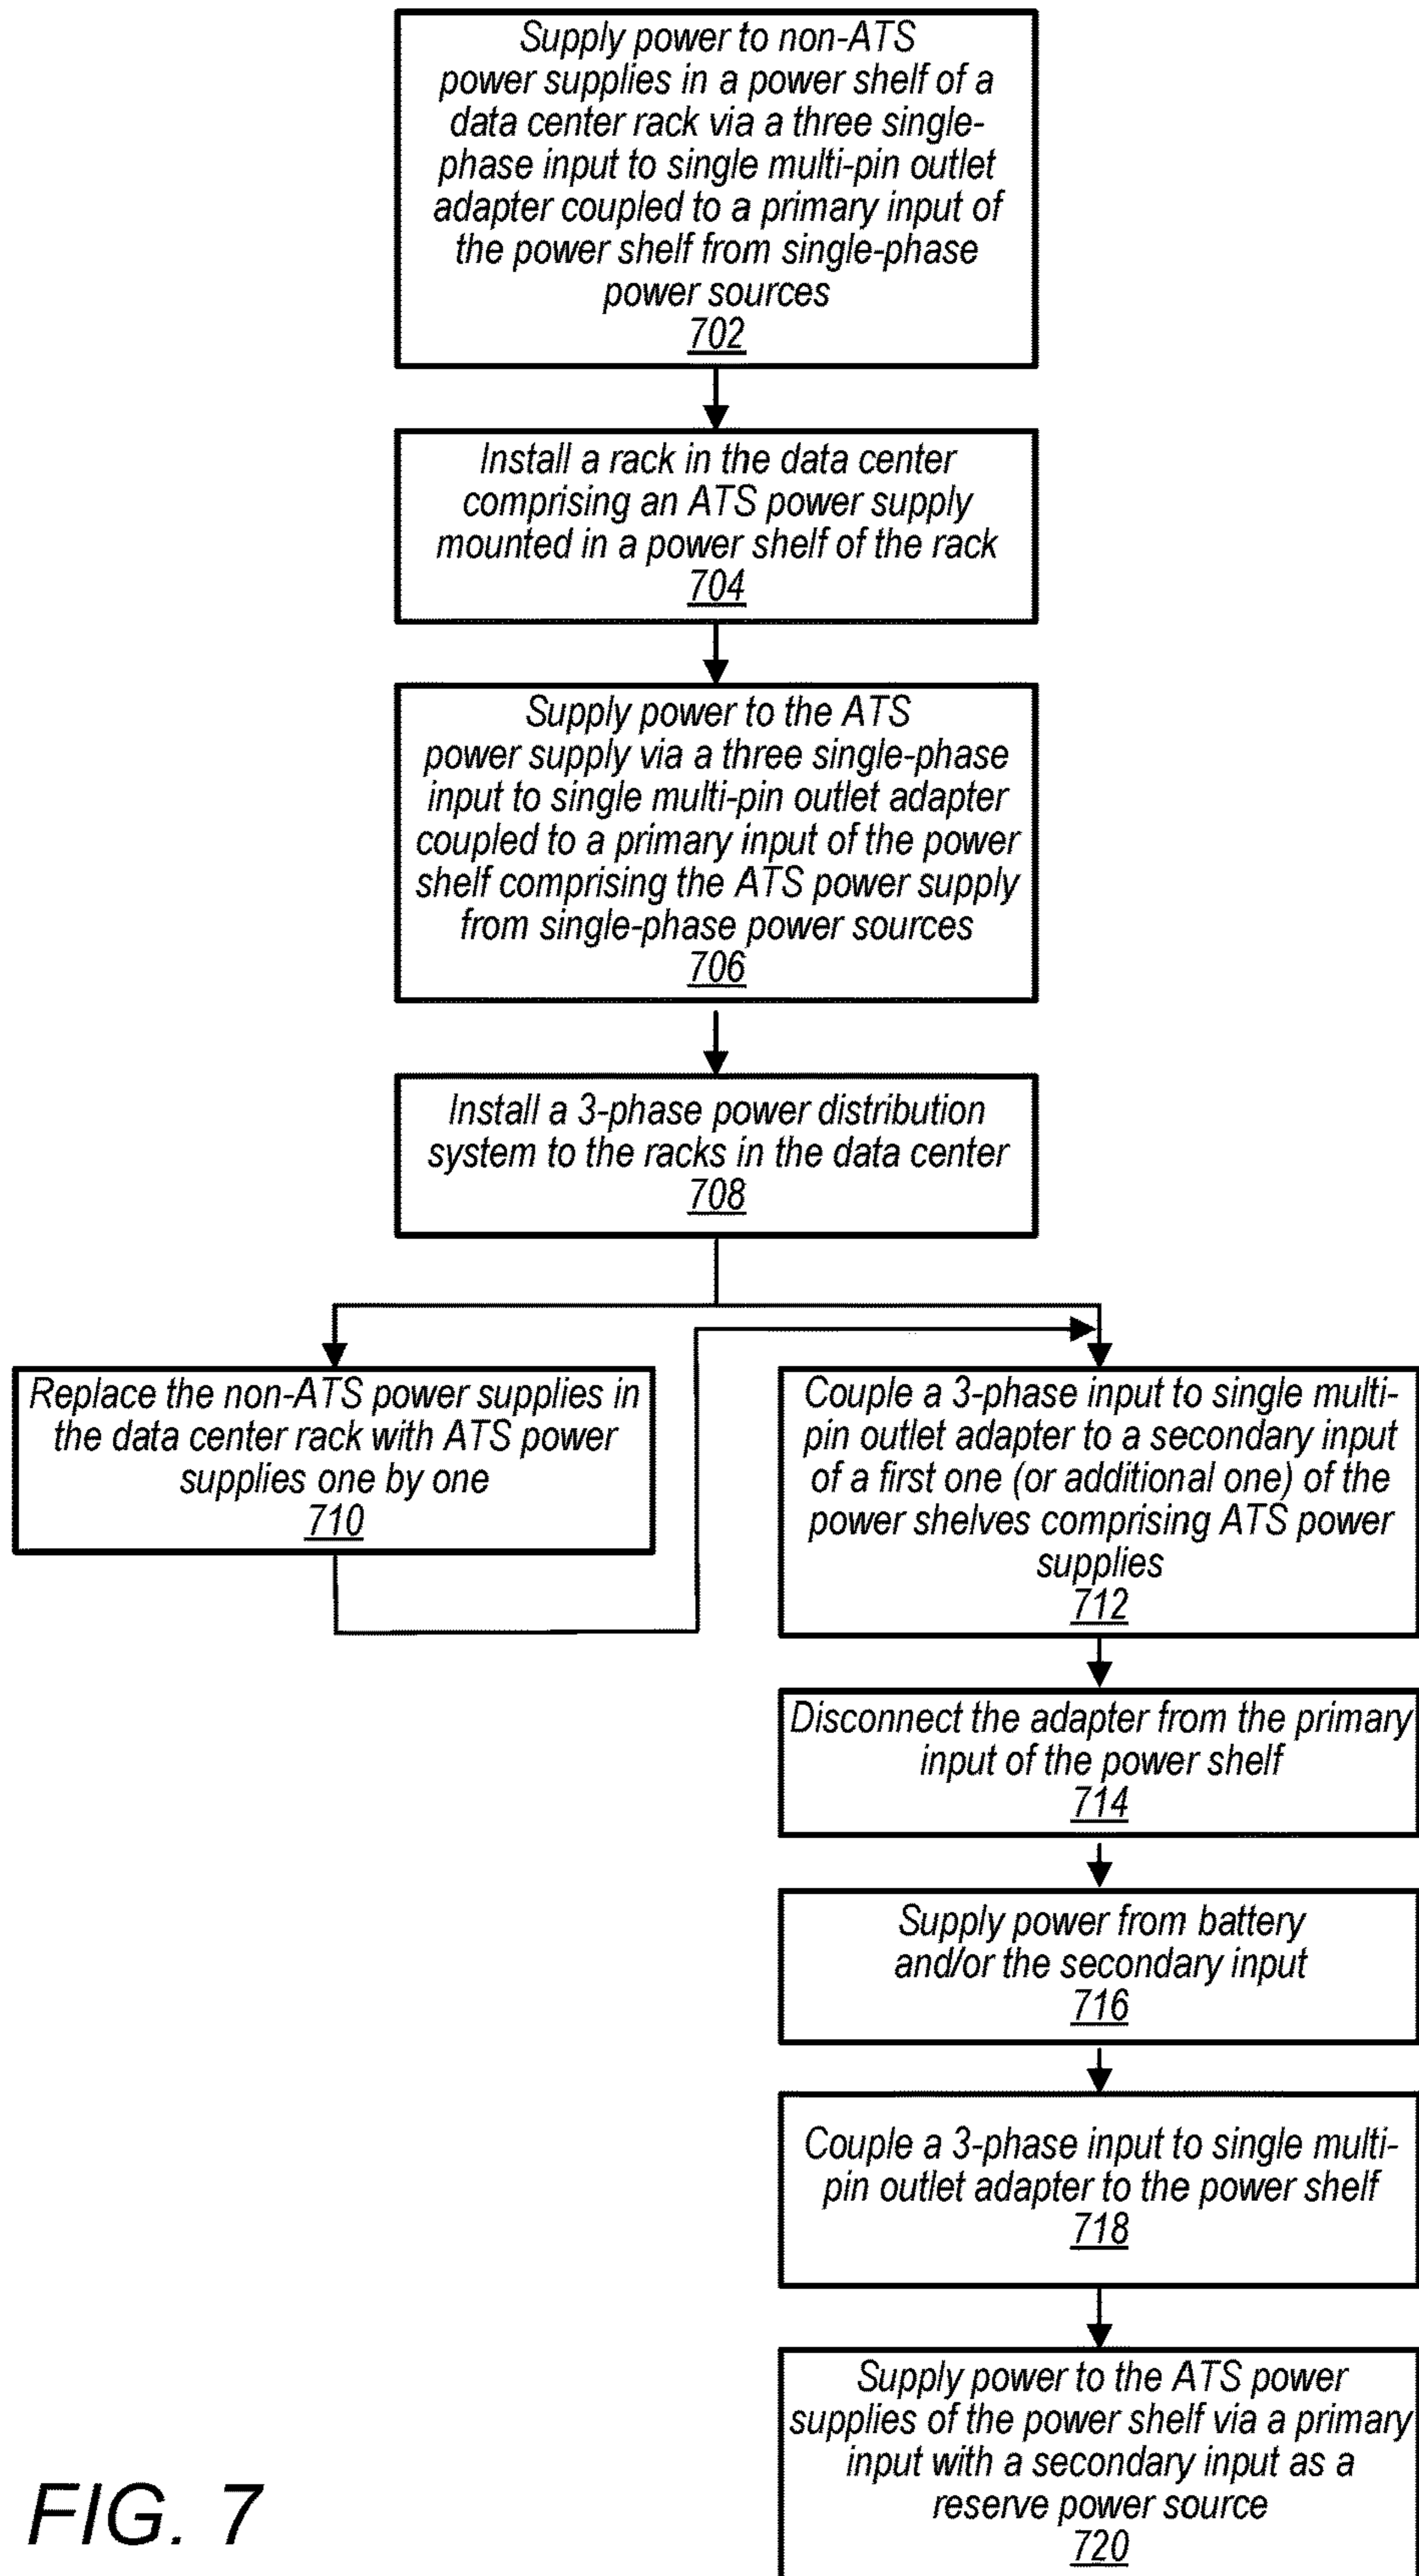 Supply power to non-ATS
power supplies in a power shelf of a
data center rack via a three single-
phase input to single multi-pin outlet
adapter coupled to a primary input of
the power shelf from single-phase
power sources
702
Install a rack in the data center
comprising an ATS power supply
mounted in a power shelf of the rack
704
Supply power to the ATS
power supply via a three single-phase
input to single multi-pin outlet adapter
coupled to a primary input of the power
shelf comprising the ATS power supply
from single-phase power sources
706
Install a 3-phase power distribution
system to the racks in the data center
708
Replace the non-ATS power supplies in
the data center rack with ATS power
supplies one by one
710
Couple a 3-phase input to single multi-
pin outlet adapter to a secondary input
of a first one (or additional one) of the
power shelves comprising ATS power
supplies
712
Disconnect the adapter from the primary
input of the power shelf
714
Supply power from battery
and/or the secondary input
716
Couple a 3-phase input to single multi-
pin outlet adapter to the power shelf
718
Supply power to the ATS power
supplies of the power shelf via a primary
input with a secondary input as a
reserve power source
720
FIG. 7